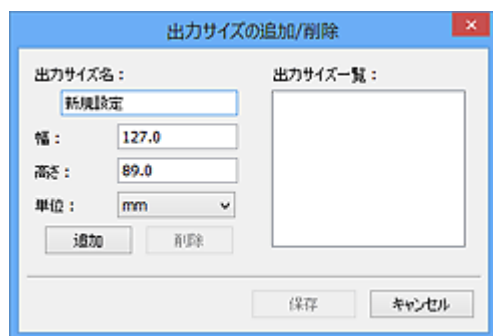 出力サイズの追加/削除
出力サイズ名：
新規設定
幅：
127.0
高さ：
89.0
単位：
mm
追加
削除
出力サイズ一覧：
保存
キャンセル